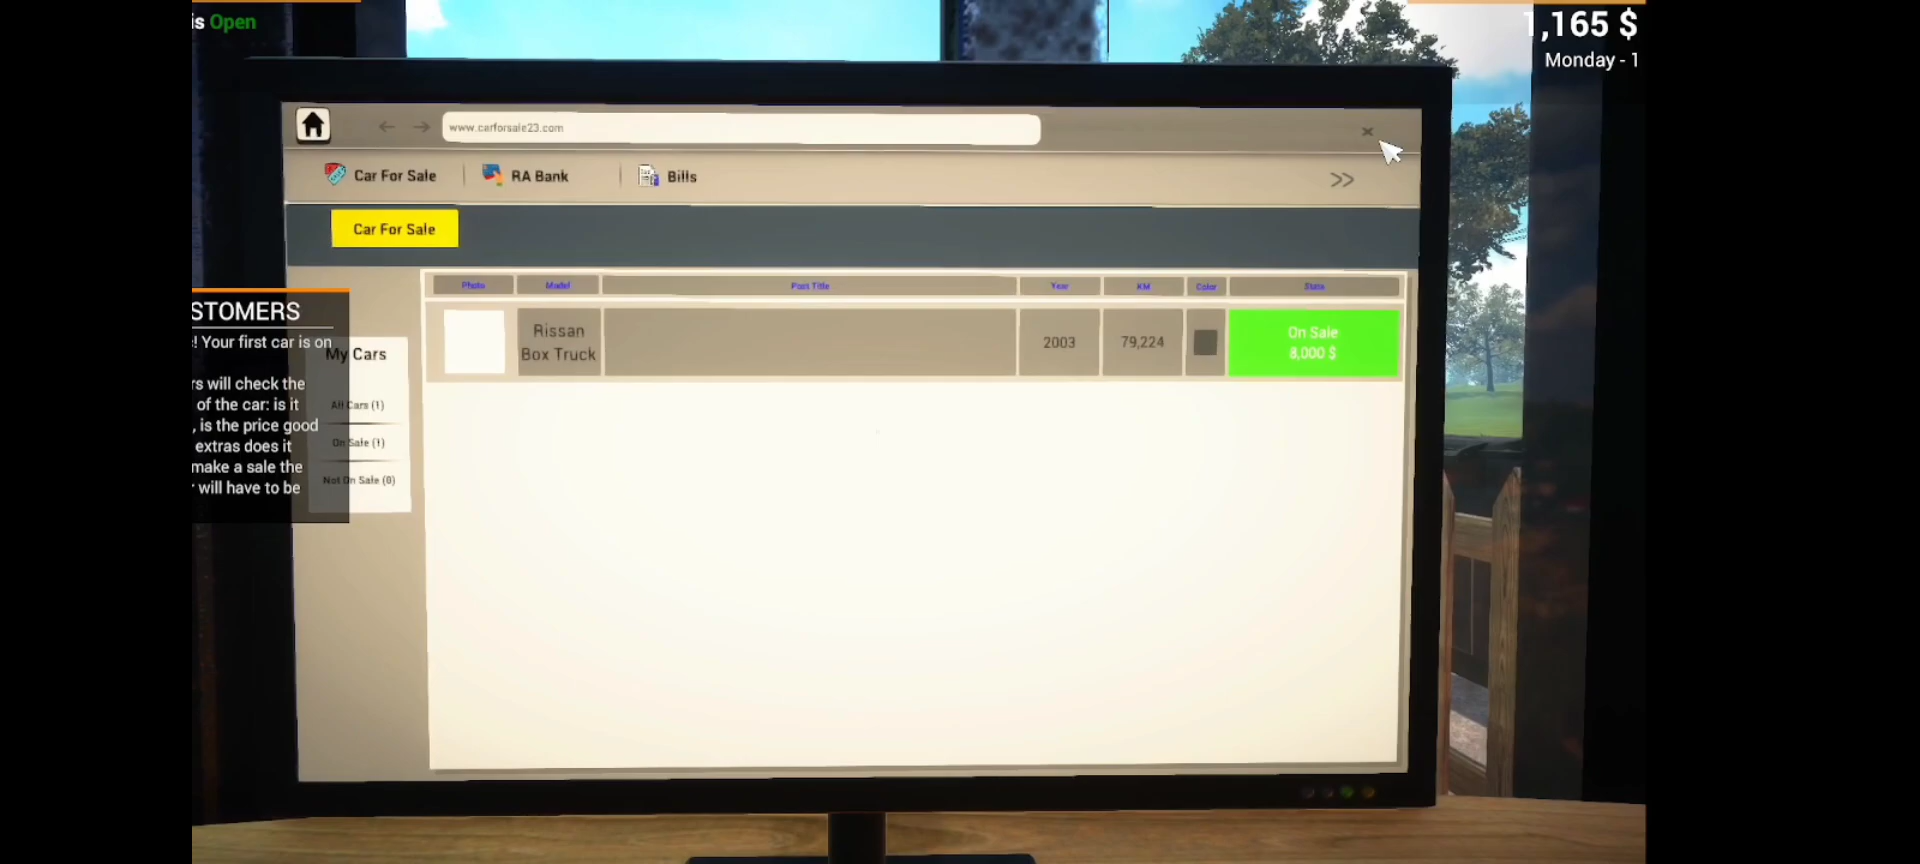 is Open
1,165 $
Monday - 1
www.carforsale23.com
Car For Sale
RA Bank
Bills
>>
Car For Sale
Photo Model Post Title Year KM Color State
Rissan
Box Truck
2003
79,224
On Sale
8,000 $
STOMERS
! Your first car is on
rs will check the
of the car: is it
, is the price good
extras does it
make a sale the
will have to be
My Cars
All Cars (1)
On Sale (1)
Not On Sale (0)